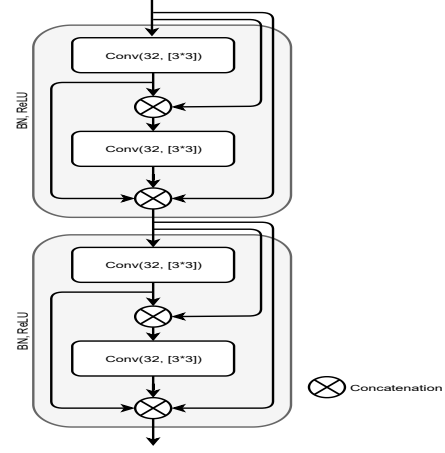 Conv(32, [3*3])
BN, ReLU
Conv(32, [3*3])
Conv(32, [3*3])
BN, ReLU
Conv(32, [3*3])
Concatenation